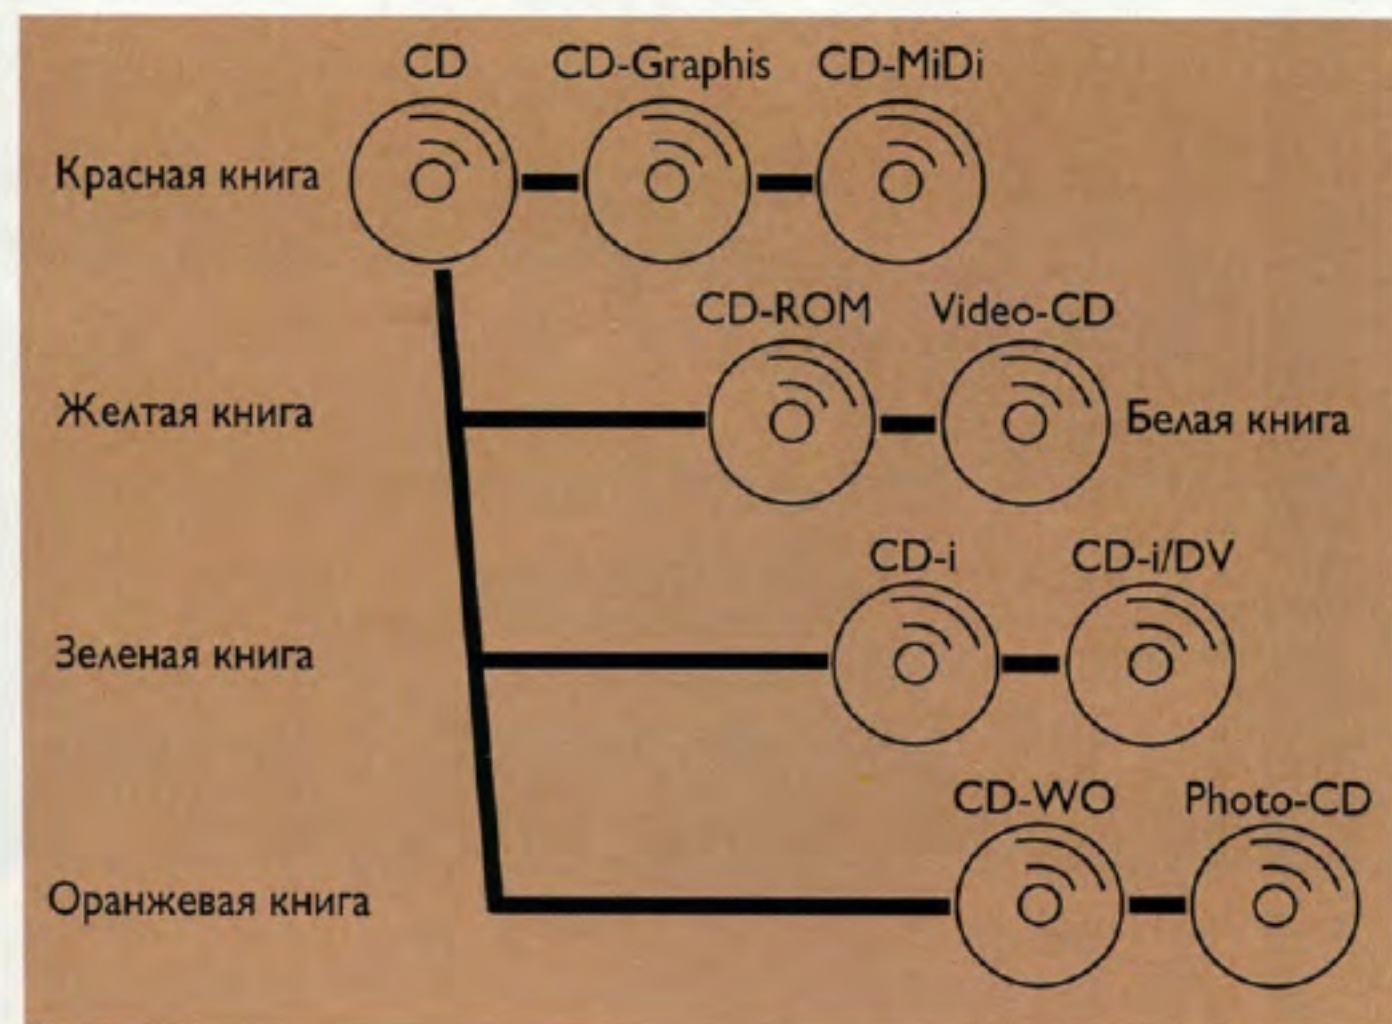 CD CD-Graphis CD-MiDi
Красная книга
CD-ROM Video-CD
Желтая книга Белая книга
CD-i CD-i/DV
Зеленая книга
CD-WO Photo-CD
Оранжевая книга